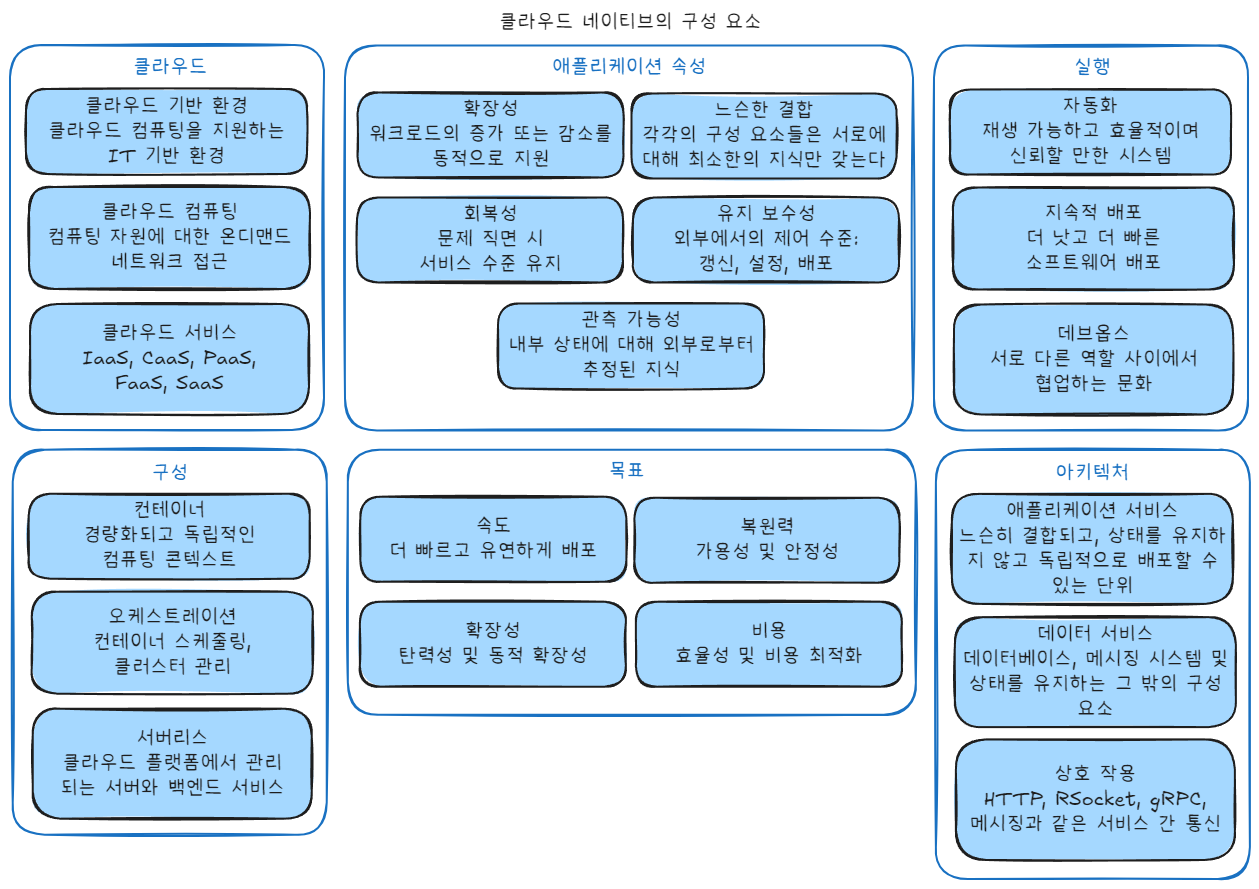 클라우드 네이티브의 구성 요소
클라우드
클라우드 기반 환경
클라우드 컴퓨팅을 지원하는
IT 기반 환경
클라우드 컴퓨팅
컴퓨팅 자원에 대한 온디맨드
네트워크 접근
클라우드 서비스
IaaS, CaaS, PaaS,
FaaS, SaaS
애플리케이션 속성
확장성
워크로드의 증가 또는 감소를
동적으로 지원
느슨한 결합
각각의 구성 요소들은 서로에
대해 최소한의 지식만 갖는다
회복성
문제 직면 시
서비스 수준 유지
유지 보수성
외부에서의 제어 수준:
갱신, 설정, 배포
관측 가능성
내부 상태에 대해 외부로부터
추정된 지식
실행
자동화
재생 가능하고 효율적이며
신뢰할 만한 시스템
지속적 배포
더 낫고 더 빠른
소프트웨어 배포
데브옵스
서로 다른 역할 사이에서
협업하는 문화
구성
컨테이너
경량화되고 독립적인
컴퓨팅 콘텍스트
오케스트레이션
컨테이너 스케줄링,
클러스터 관리
서버리스
클라우드 플랫폼에서 관리
되는 서버와 백엔드 서비스
목표
속도
더 빠르고 유연하게 배포
복원력
가용성 및 안정성
확장성
탄력성 및 동적 확장성
비용
효율성 및 비용 최적화
아키텍처
애플리케이션 서비스
느슨히 결합되고, 상태를 유지하
지 않고 독립적으로 배포할 수
있는 단위
데이터 서비스
데이터베이스, 메시징 시스템 및
상태를 유지하는 그 밖의 구성
요소
상호 작용
HTTP, RSocket, gRPC,
메시징과 같은 서비스 간 통신